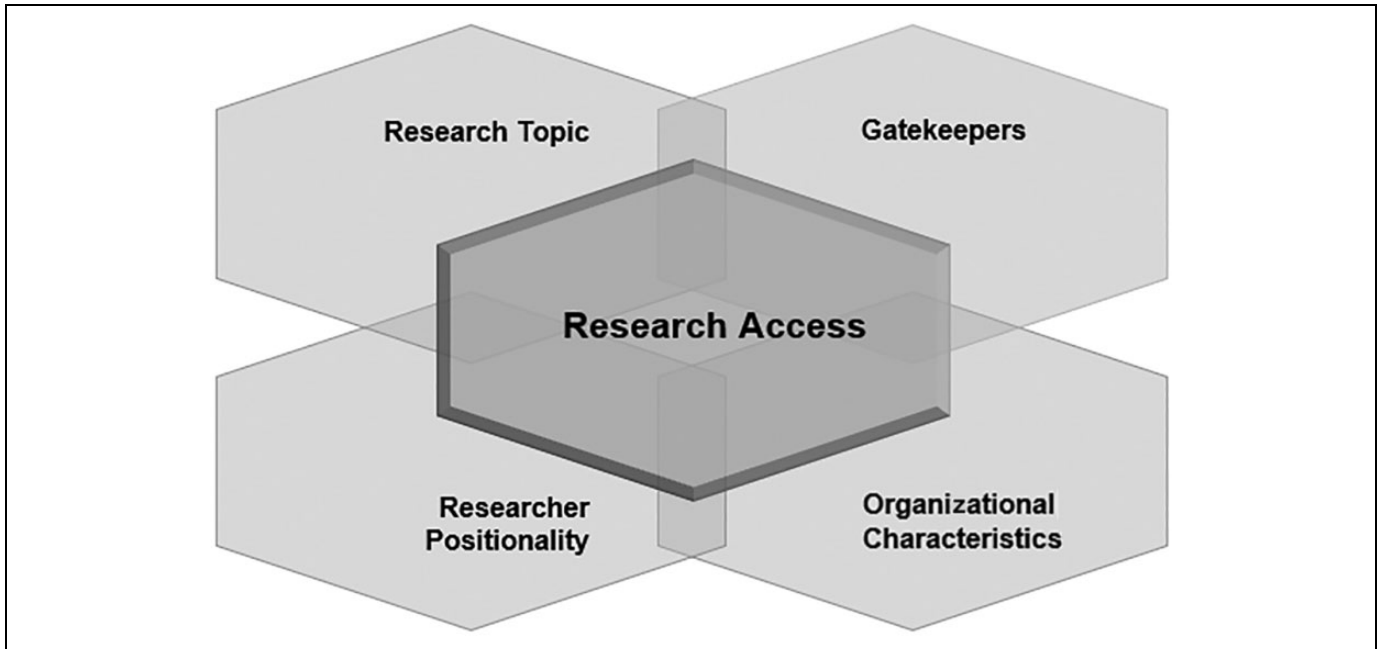 Research Topic
Gatekeepers
Research Access
Researcher
Positionality
Organizational
Characteristics